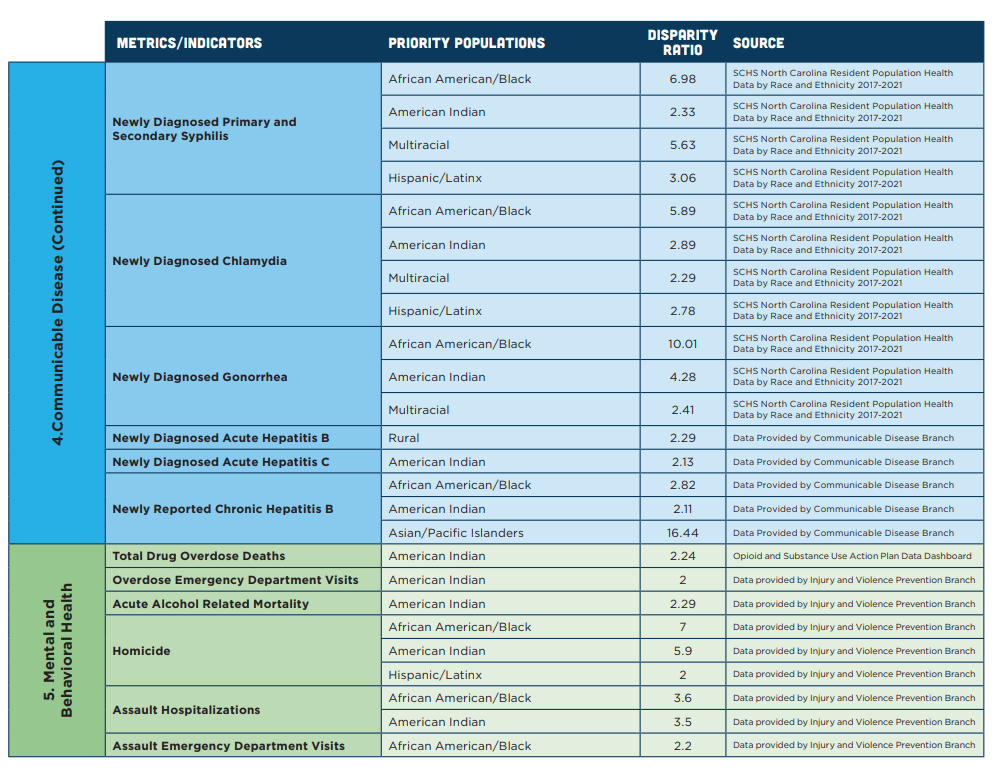 METRICS/INDICATORS PRIORITY POPULATIONS DISPARITY RATIO SOURCE
4.Communicable Disease (Continued)
Newly Diagnosed Primary and
Secondary Syphilis
African American/Black 6.98 SCHS North Carolina Resident Population Health
Data by Race and Ethnicity 2017-2021
American Indian 2.33 SCHS North Carolina Resident Population Health
Data by Race and Ethnicity 2017-2021
Multiracial 5.63 SCHS North Carolina Resident Population Health
Data by Race and Ethnicity 2017-2021
Hispanic/Latinx 3.06 SCHS North Carolina Resident Population Health
Data by Race and Ethnicity 2017-2021
Newly Diagnosed Chlamydia
African American/Black 5.89 SCHS North Carolina Resident Population Health
Data by Race and Ethnicity 2017-2021
American Indian 2.89 SCHS North Carolina Resident Population Health
Data by Race and Ethnicity 2017-2021
Multiracial 2.29 SCHS North Carolina Resident Population Health
Data by Race and Ethnicity 2017-2021
Hispanic/Latinx 2.78 SCHS North Carolina Resident Population Health
Data by Race and Ethnicity 2017-2021
Newly Diagnosed Gonorrhea
African American/Black 10.01 SCHS North Carolina Resident Population Health
Data by Race and Ethnicity 2017-2021
American Indian 4.28 SCHS North Carolina Resident Population Health
Data by Race and Ethnicity 2017-2021
Multiracial 2.41 SCHS North Carolina Resident Population Health
Data by Race and Ethnicity 2017-2021
Newly Diagnosed Acute Hepatitis B Rural 2.29 Data Provided by Communicable Disease Branch
Newly Diagnosed Acute Hepatitis C American Indian 2.13 Data Provided by Communicable Disease Branch
Newly Reported Chronic Hepatitis B
African American/Black 2.82 Data Provided by Communicable Disease Branch
American Indian 2.11 Data Provided by Communicable Disease Branch
Asian/Pacific Islanders 16.44 Data Provided by Communicable Disease Branch
5. Mental and
Behavioral Health
Total Drug Overdose Deaths American Indian 2.24 Opioid and Substance Use Action Plan Data Dashboard
Overdose Emergency Department Visits American Indian 2 Data provided by Injury and Violence Prevention Branch
Acute Alcohol Related Mortality American Indian 2.29 Data provided by Injury and Violence Prevention Branch
Homicide
African American/Black 7 Data provided by Injury and Violence Prevention Branch
American Indian 5.9 Data provided by Injury and Violence Prevention Branch
Hispanic/Latinx 2 Data provided by Injury and Violence Prevention Branch
Assault Hospitalizations
African American/Black 3.6 Data provided by Injury and Violence Prevention Branch
American Indian 3.5 Data provided by Injury and Violence Prevention Branch
Assault Emergency Department Visits African American/Black 2.2 Data provided by Injury and Violence Prevention Branch